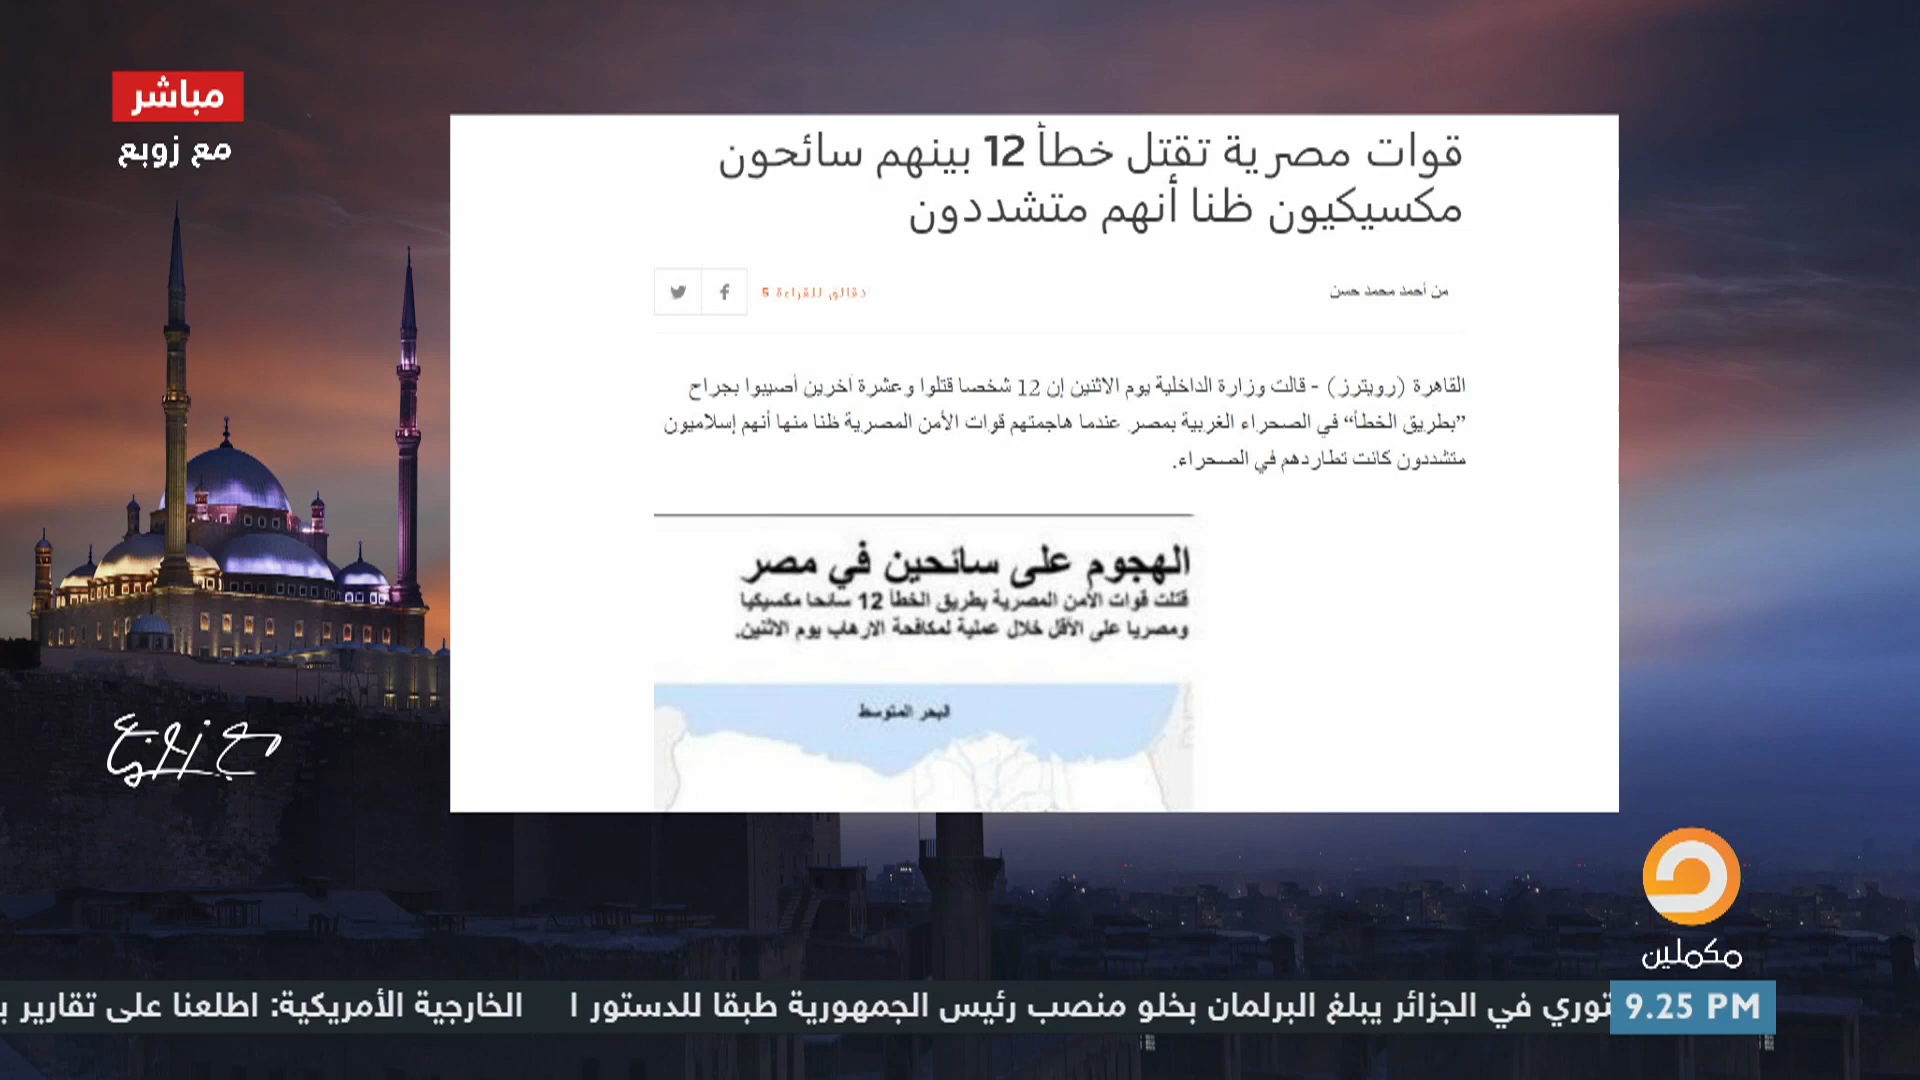 مباشر
مع زوبع
قوات مصرية تقتل خطأ 12 بينهم سائحون
مكسيكيون ظنا أنهم متشددون
من أحمد محمد حسن
5 دقائق للقراءة
القاهرة (رويترز) - قالت وزارة الداخلية يوم الاثنين إن 12 شخصا قتلوا وعشرة آخرين أصيبوا بجراح
”بطريق الخطأ“ في الصحراء الغربية بمصر عندما هاجمتهم قوات الأمن المصرية ظنا منها أنهم إسلاميون
متشددون كانت تطاردهم في الصحراء.
الهجوم على سائحين في مصر
قتلت قوات الأمن المصرية بطريق الخطأ 12 سائحا مكسيكيا
ومصريا على الأقل خلال عملية لمكافحة الارهاب يوم الاثنين.
البحر المتوسط
مع زوبع
مكملين
9.25 PM
توري في الجزائر يبلغ البرلمان بخلو منصب رئيس الجمهورية طبقا للدستور ا
الخارجية الأمريكية: اطلعنا على تقارير ب